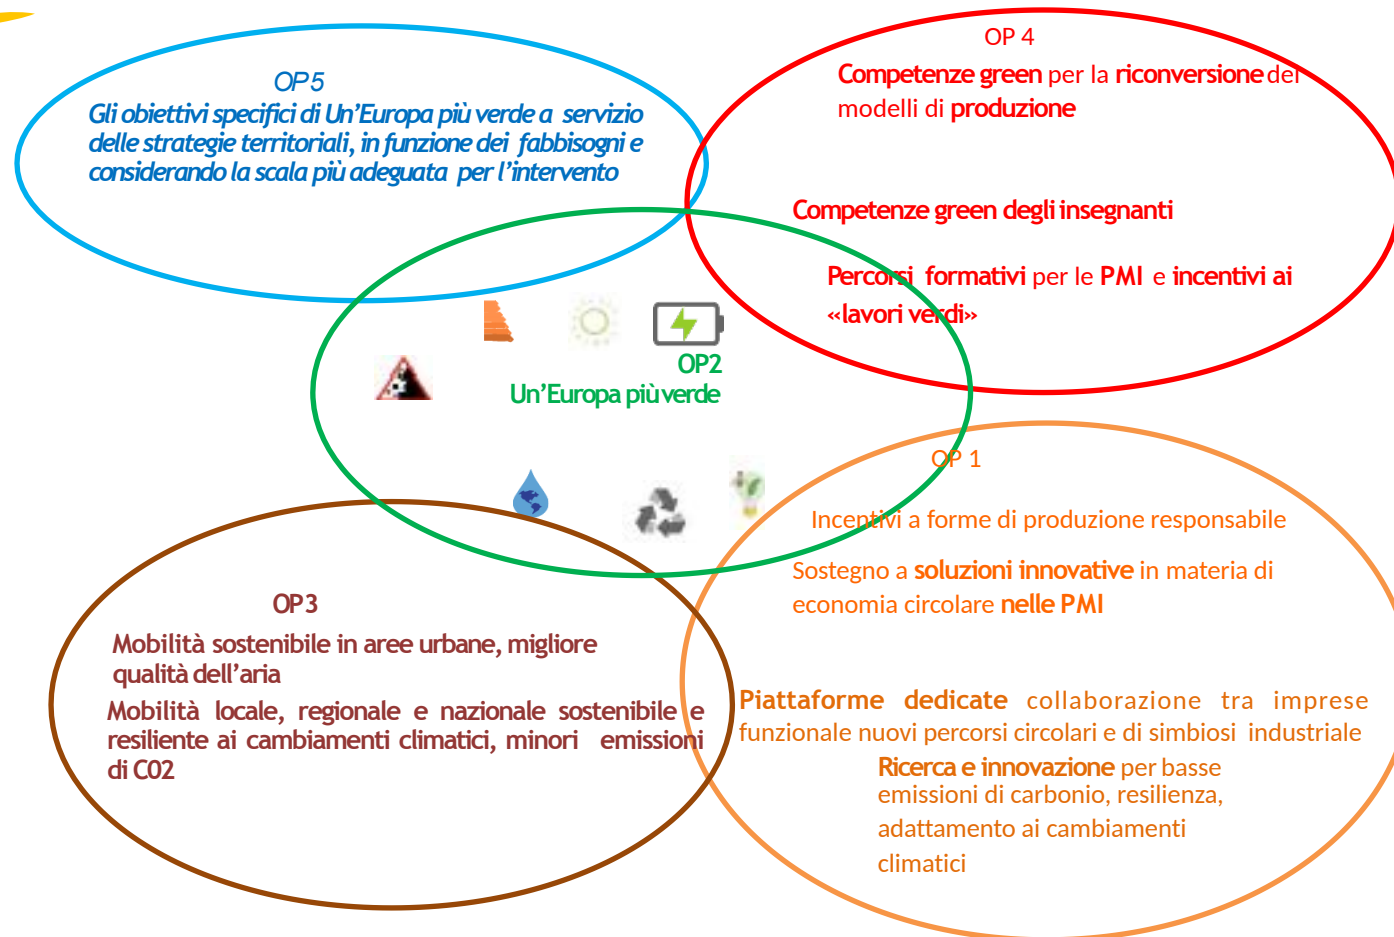 OP5
Gli obiettivi specifici di Un'Europa più verde a servizio
delle strategie territoriali, in funzione dei fabbisogni e
considerando la scala più adeguata per l'intervento
OP 4
Competenze green per la riconversione dei
modelli di produzione
Competenze green degli insegnanti
Percorsi formativi per le PMI e incentivi ai
«lavori verdi»
OP2
Un'Europa più verde
OP 1
Incentivi a forme di produzione responsabile
Sostegno a soluzioni innovative in materia di
economia circolare nelle PMI
Piattaforme dedicate collaborazione tra imprese
funzionale nuovi percorsi circolari e di simbiosi industriale
Ricerca e innovazione per basse
emissioni di carbonio, resilienza,
adattamento ai cambiamenti
climatici
OP3
Mobilità sostenibile in aree urbane, migliore
qualità dell'aria
Mobilità locale, regionale e nazionale sostenibile e
resiliente ai cambiamenti climatici, minori emissioni
di C02